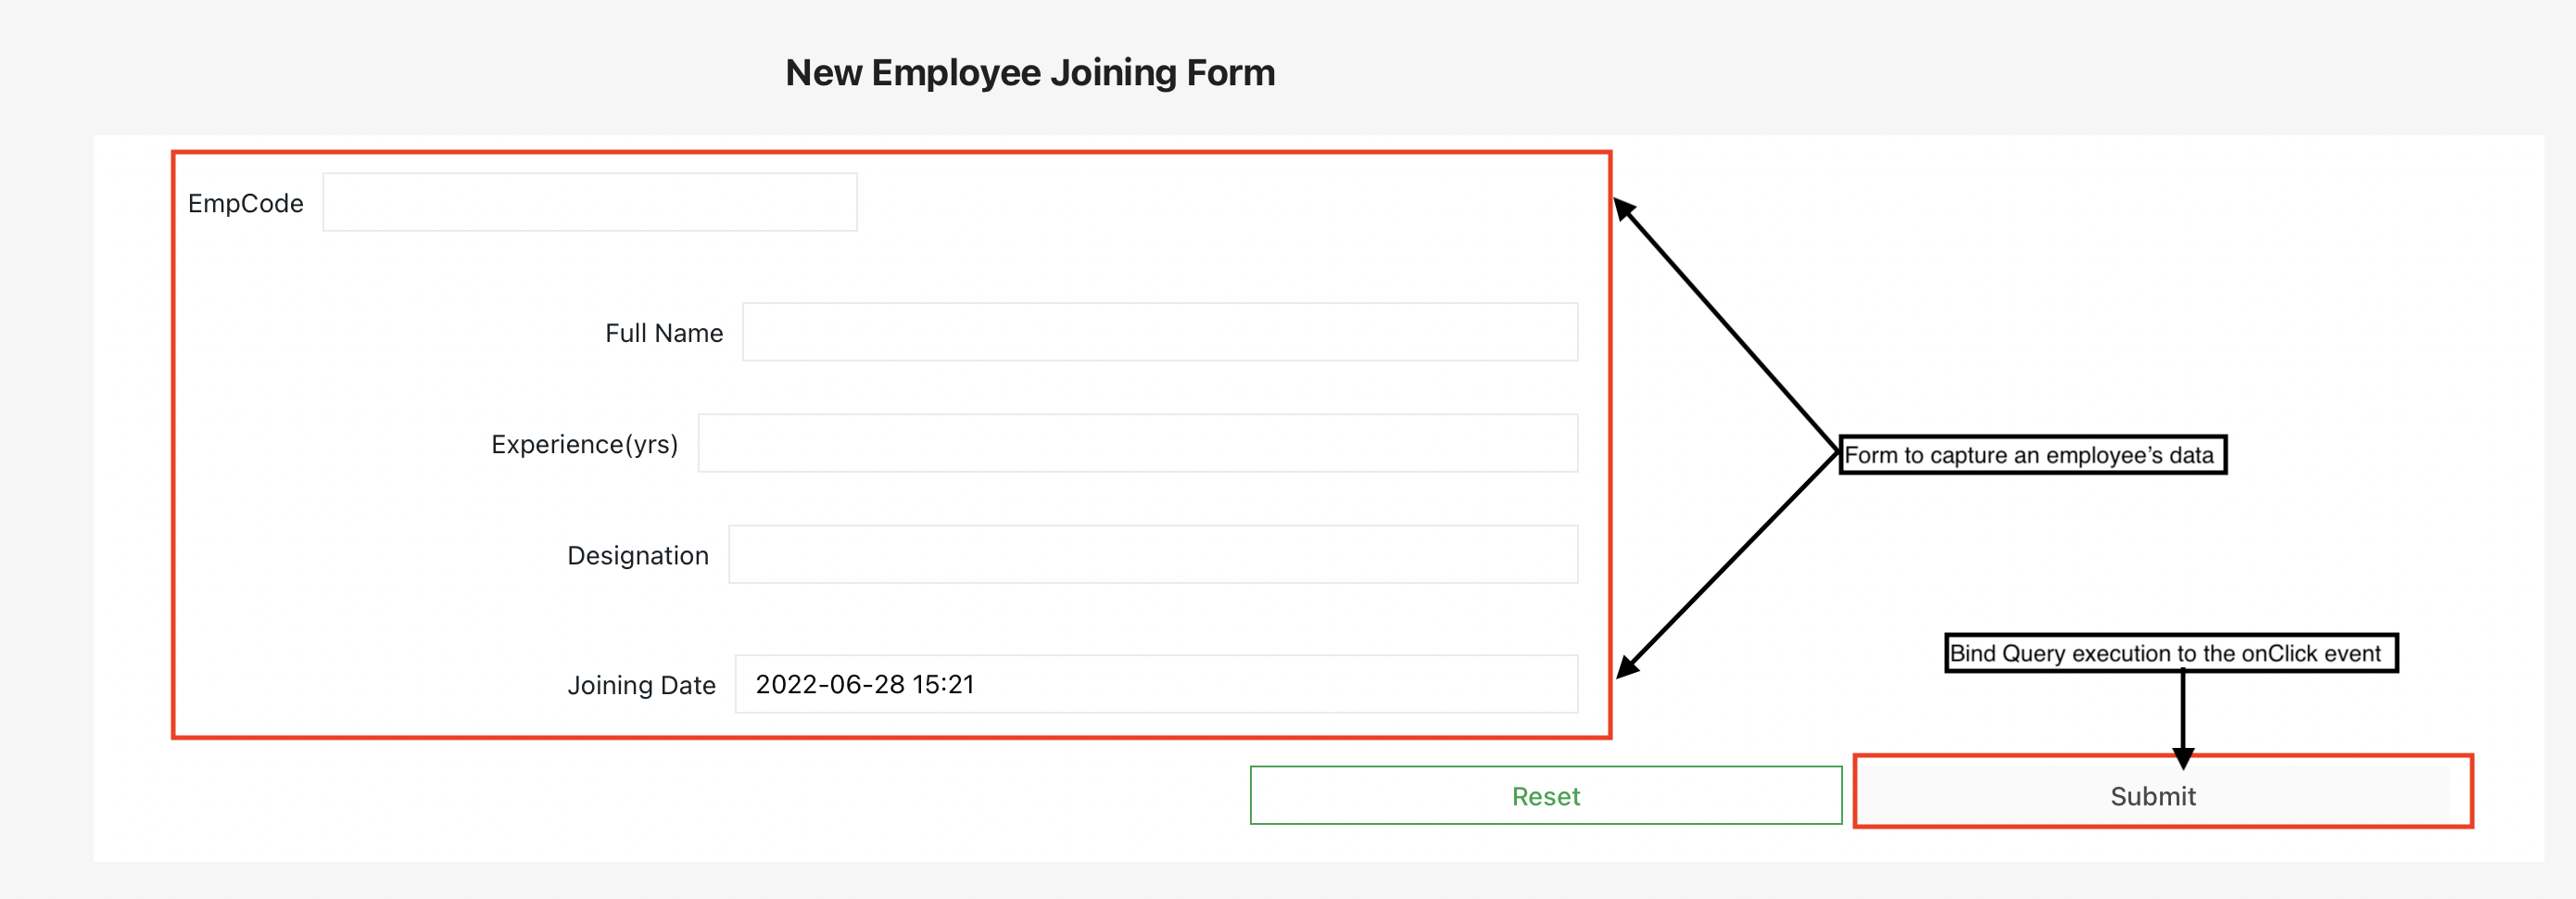 New Employee Joining Form
EmpCode
Full Name
Experience(yrs)
Form to capture an employee’s data
Designation
Bind Query execution to the onClick event
Joining Date 2022-06-28 15:21
Reset Submit